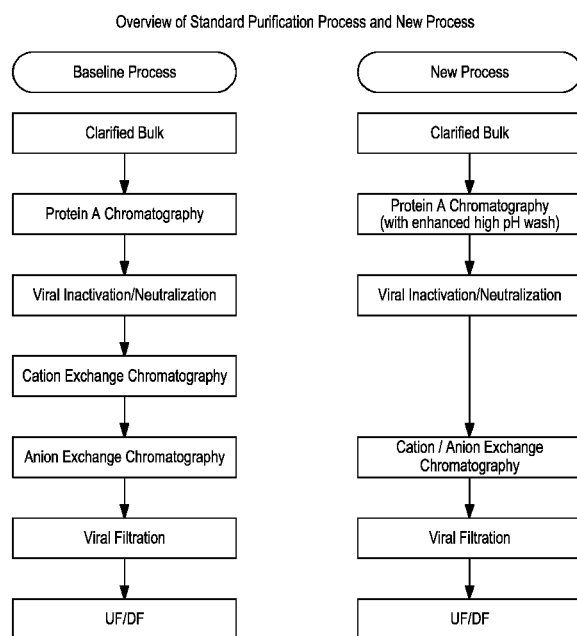 Overview of Standard Purification Process and New Process
Baseline Process
Clarified Bulk
Protein A Chromatography
Viral Inactivation/Neutralization
Cation Exchange Chromatography
Anion Exchange Chromatography
Viral Filtration
UF/DF
New Process
Clarified Bulk
Protein A Chromatography
(with enhanced high pH wash)
Viral Inactivation/Neutralization
Cation / Anion Exchange
Chromatography
Viral Filtration
UF/DF